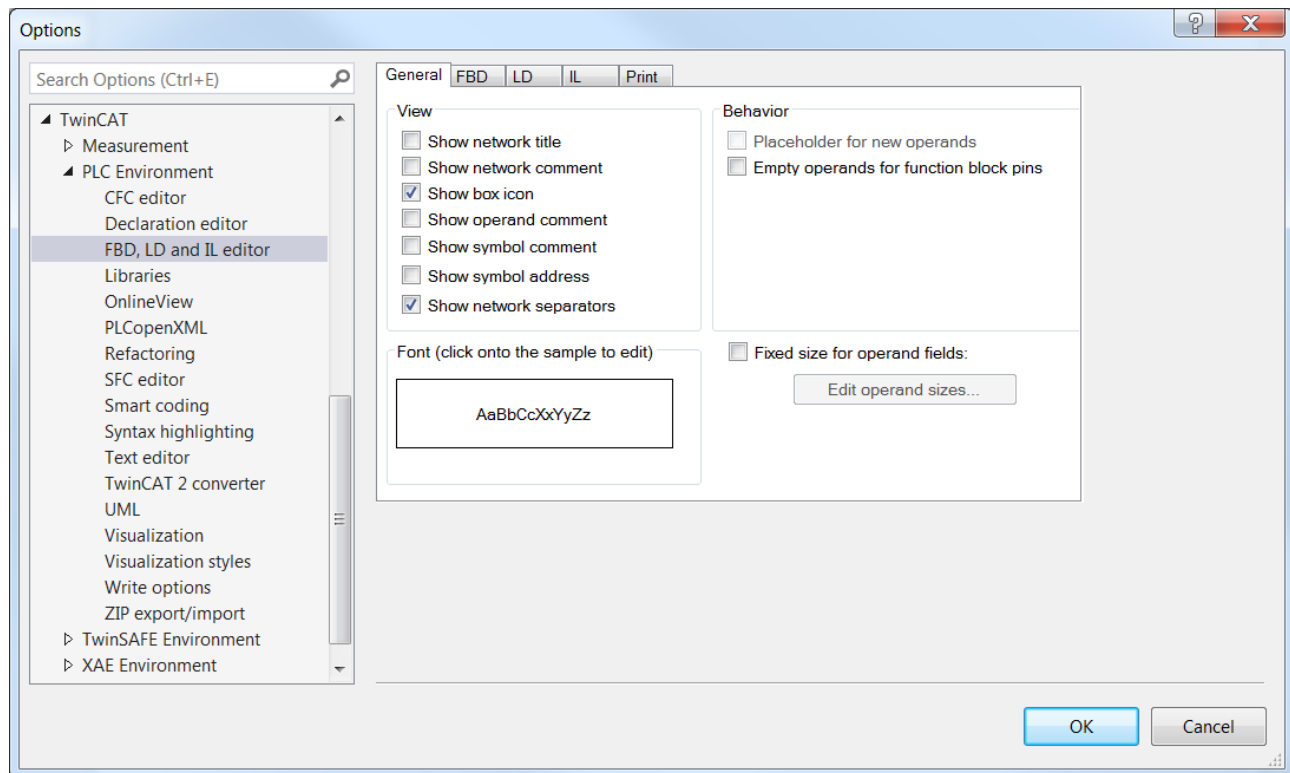 Options
Search Options (Ctrl+E)
TwinCAT
Measurement
PLC Environment
CFC editor
Declaration editor
FBD, LD and IL editor
Libraries
OnlineView
PLCopenXML
Refactoring
SFC editor
Smart coding
Syntax highlighting
Text editor
TwinCAT 2 converter
UML
Visualization
Visualization styles
Write options
ZIP export/import
TwinSAFE Environment
XAE Environment
General FBD LD IL Print
View
Show network title
Show network comment
Show box icon
Show operand comment
Show symbol comment
Show symbol address
Show network separators
Behavior
Placeholder for new operands
Empty operands for function block pins
Font (click onto the sample to edit)
AaBbCcXxYyZz
Fixed size for operand fields:
Edit operand sizes...
OK Cancel